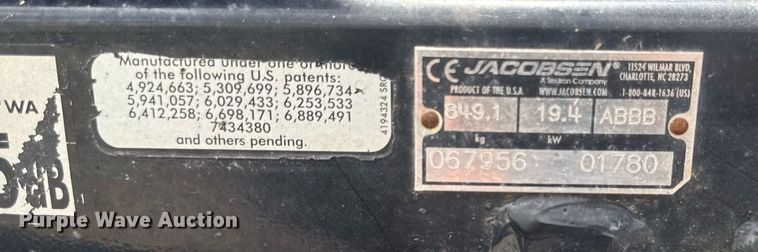 WA
dB
Manufactured under one or more
of the following U.S. patents:
4,924,663; 5,309,699; 5,896,734
5,941,057; 6,029,433; 6,253,533
6,412,258; 6,698,171; 6,889,491
7434380
and others pending.
4194324
CE JACOBSEN
A Textron Company
11524 WILMAR BLVD
CHARLOTTE, NC 28273
PRODUCT OF THE U.S.A. WWW.JACOBSEN.COM 1-800-848-1636 (US)
849.1 19.4 ABBB
kg kW
067956 01780
Purple Wave Auction